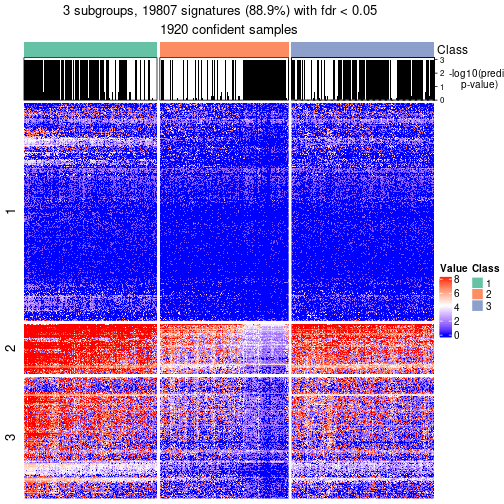 3 subgroups, 19807 signatures (88.9%) with fdr < 0.05
1920 confident samples
Class
3
2
1
0
-log10(predi
p-value)
1
2
3
Value
8
6
4
2
0
Class
1
2
3